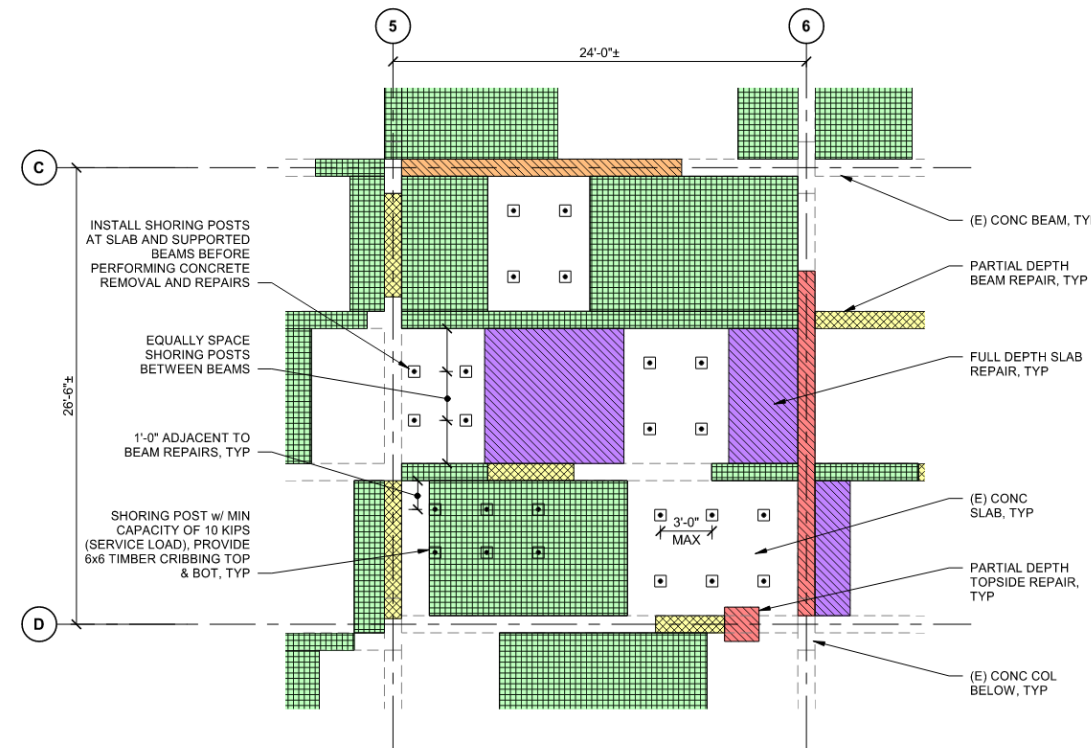 5
6
24'-0"±
C
INSTALL SHORING POSTS
AT SLAB AND SUPPORTED
BEAMS BEFORE
PERFORMING CONCRETE
REMOVAL AND REPAIRS
(E) CONC BEAM, TY
PARTIAL DEPTH
BEAM REPAIR, TYP
EQUALLY SPACE
SHORING POSTS
BETWEEN BEAMS
FULL DEPTH SLAB
REPAIR, TYP
26'-6"±
1'-0" ADJACENT TO
BEAM REPAIRS, TYP
SHORING POST w/ MIN
CAPACITY OF 10 KIPS
(SERVICE LOAD), PROVIDE
6x6 TIMBER CRIBBING TOP
& BOT, TYP
3'-0"
MAX
(E) CONC
SLAB, TYP
PARTIAL DEPTH
TOPSIDE REPAIR,
TYP
D
(E) CONC COL
BELOW, TYP